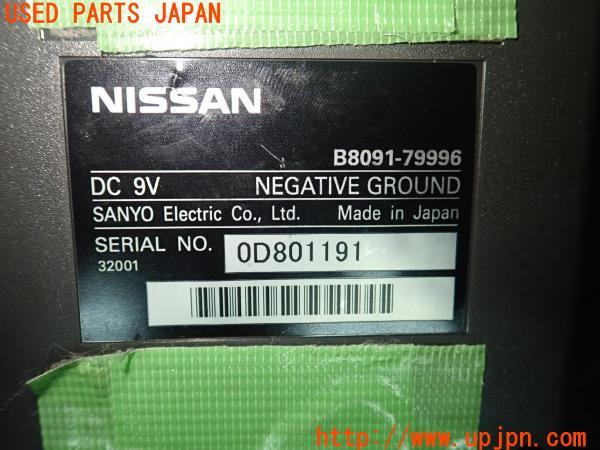 USED PARTS JAPAN
NISSAN
B8091-79996
DC 9V NEGATIVE GROUND
SANYO Electric Co., Ltd. Made in Japan
SERIAL NO. 0D801191
32001
http://www.upjpn.com